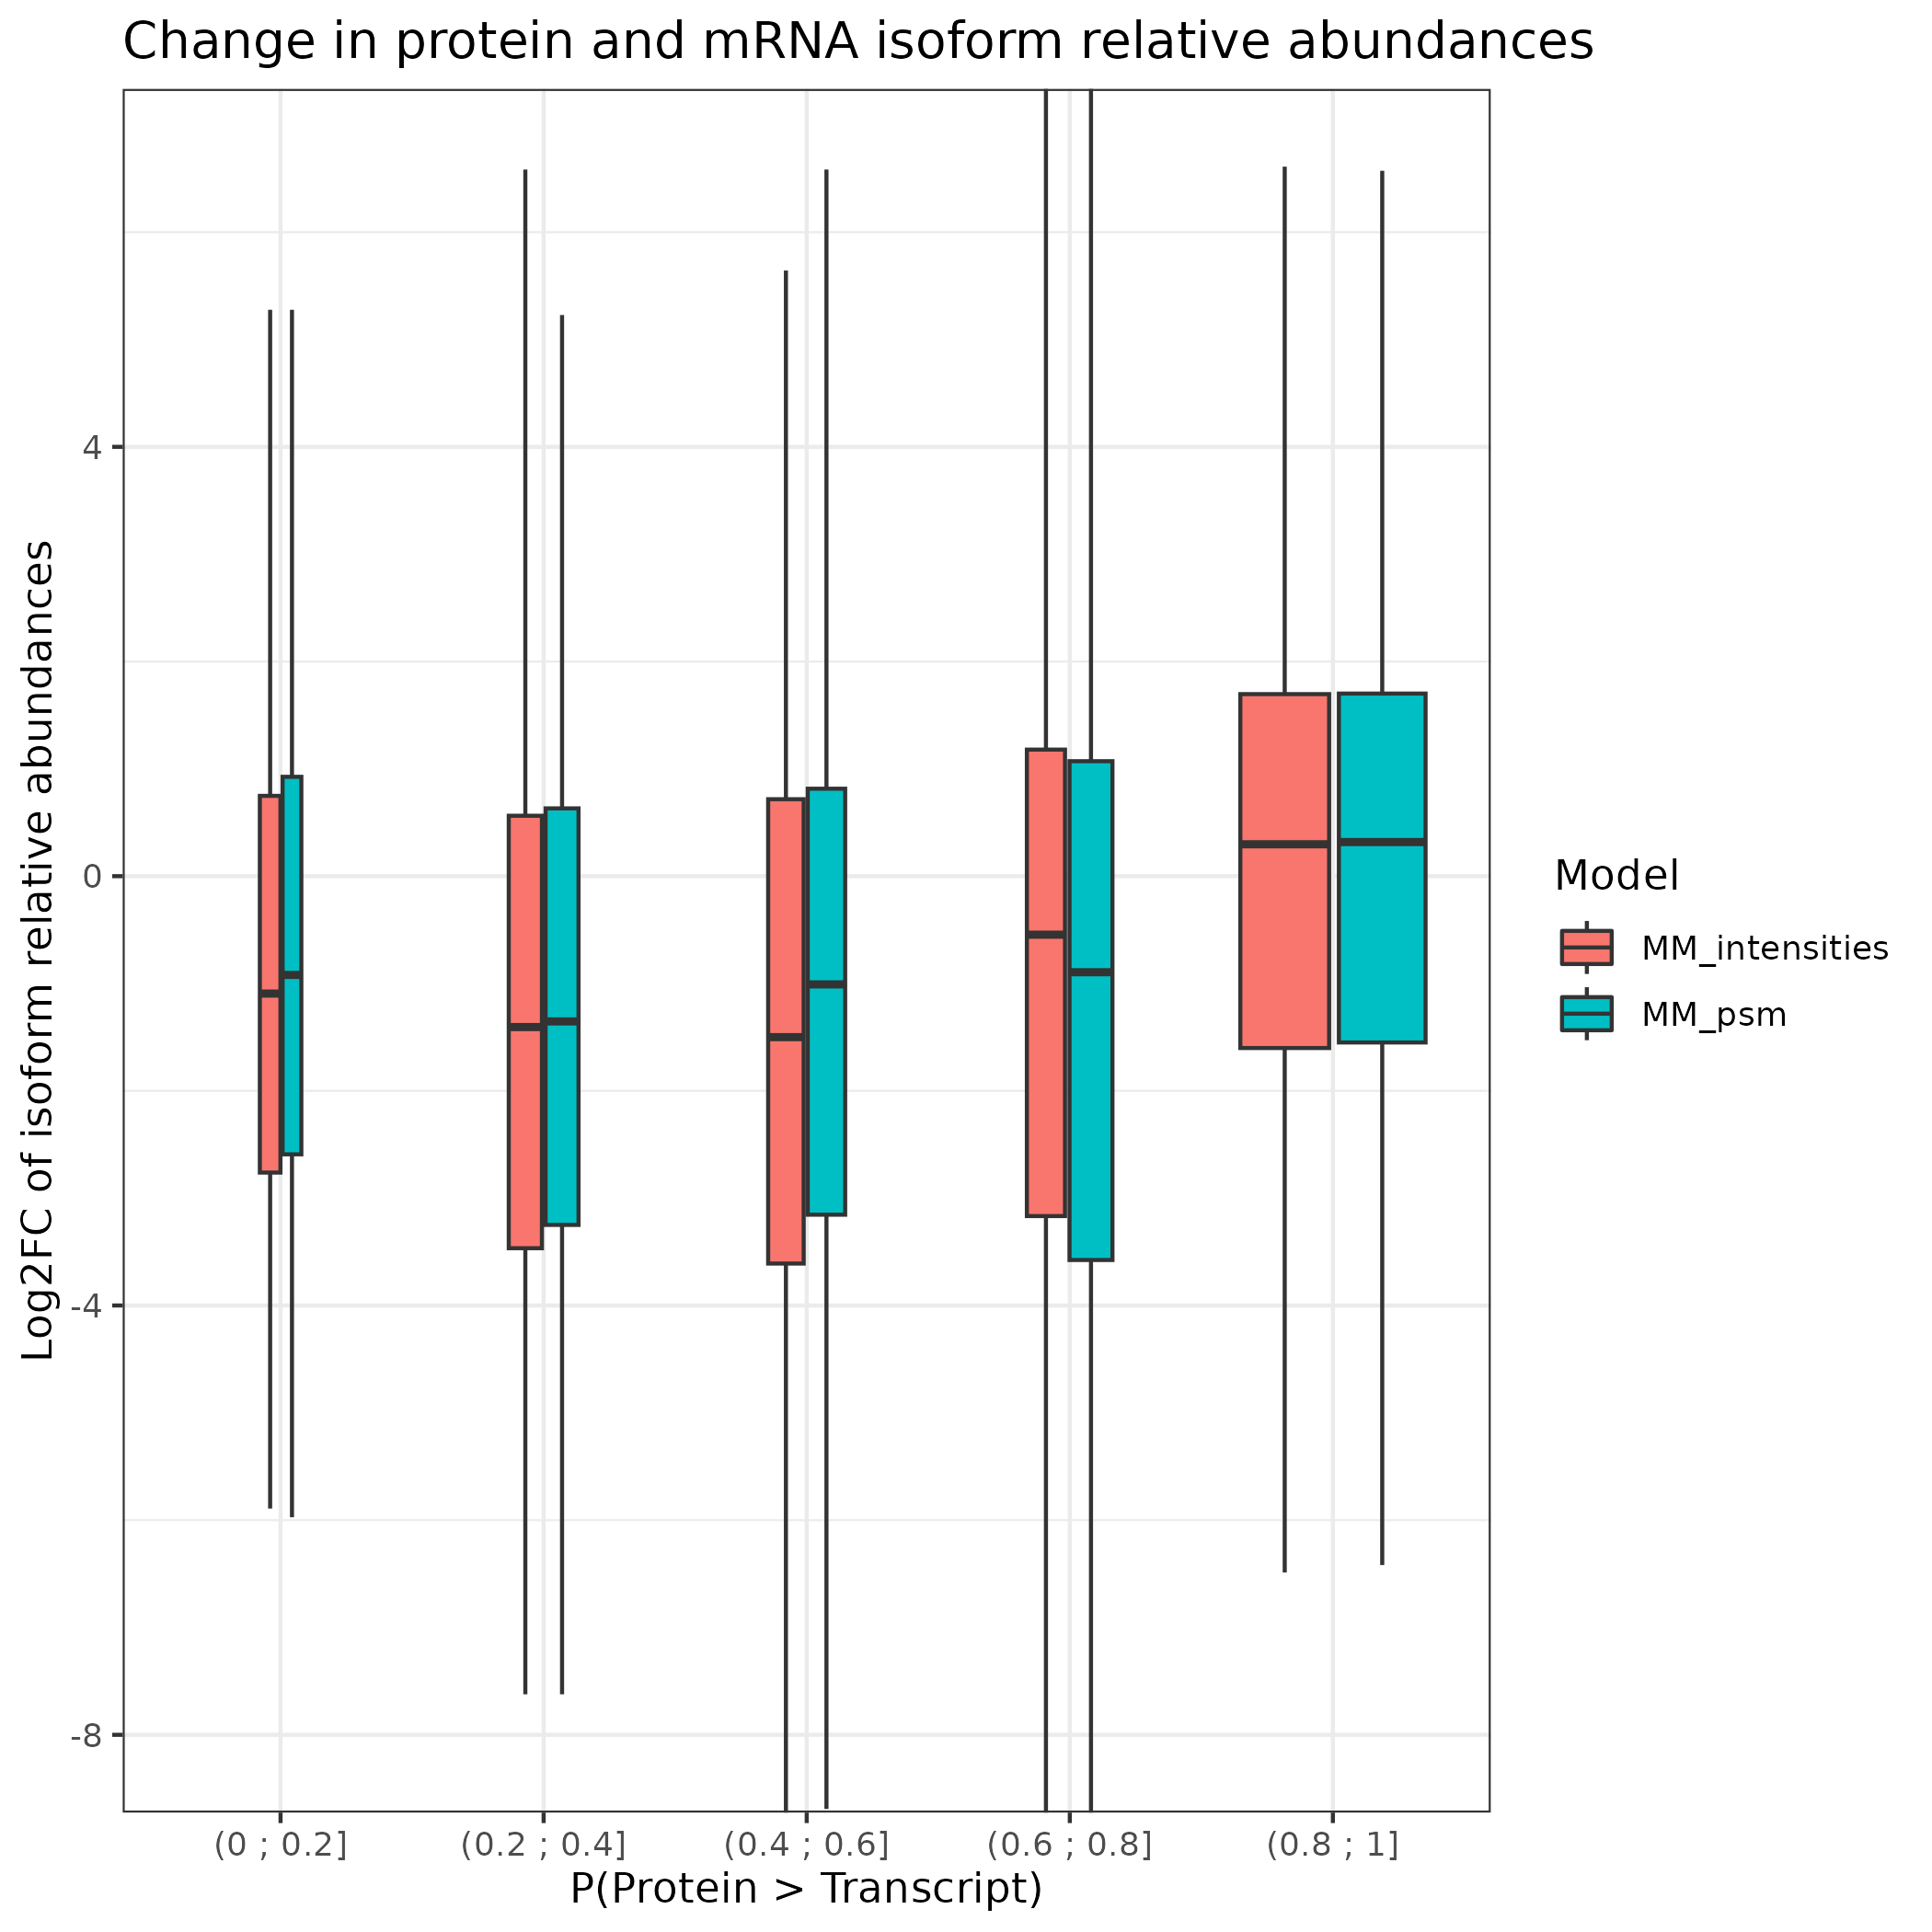 Change in protein and mRNA isoform relative abundances
Log2FC of isoform relative abundances
4
0
-4
-8
(0 ; 0.2]
(0.2 ; 0.4]
(0.4 ; 0.6]
(0.6 ; 0.8]
(0.8 ; 1]
P(Protein > Transcript)
Model
MM_intensities
MM_psm